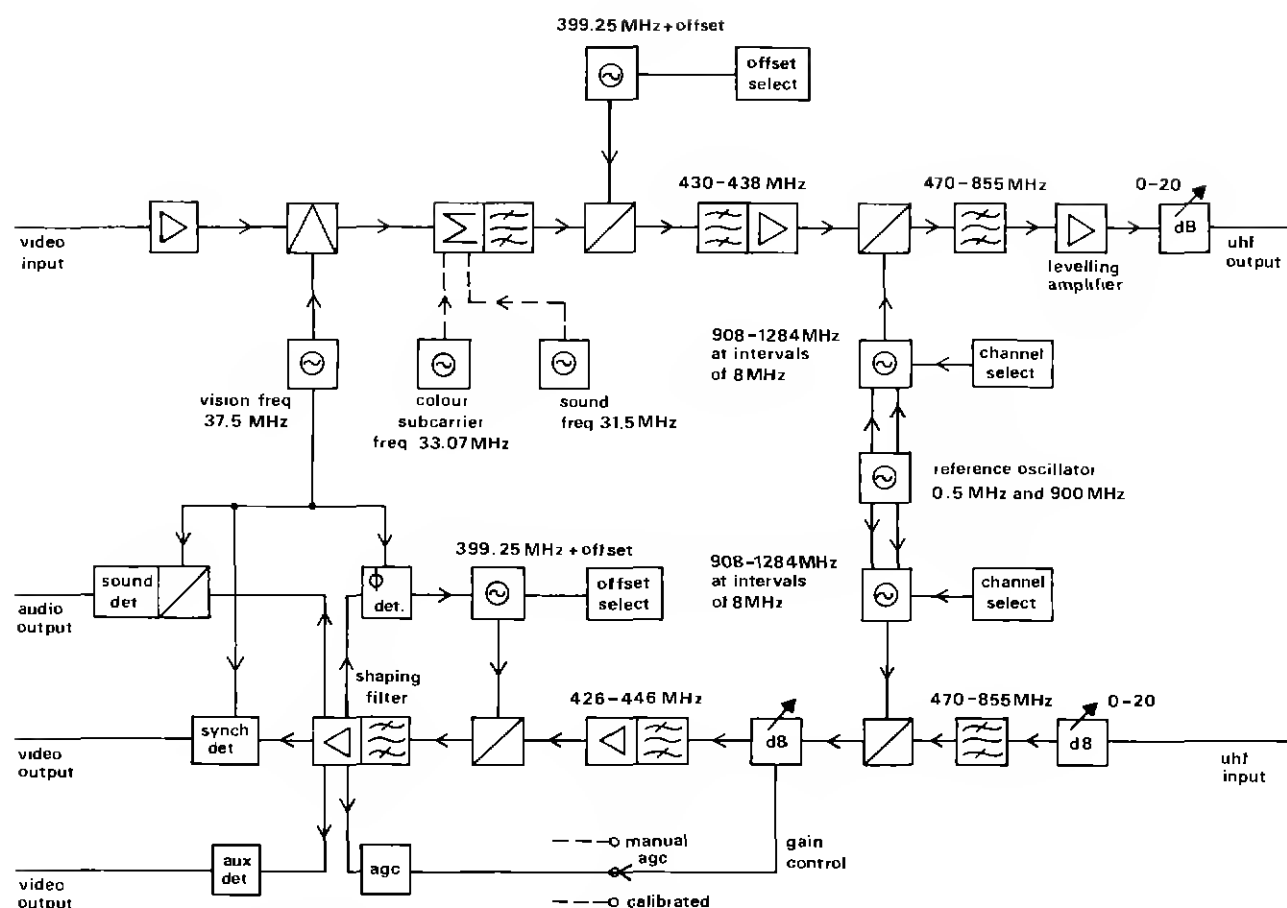 399.25 MHz + offset
offset
select
430-438 MHz
470-855 MHz
0-20
dB
Σ
video
input
levelling
amplifier
uhf
output
vision freq
37.5 MHz
colour
subcarrier
freq 33.07 MHz
sound
freq 31.5 MHz
908-1284 MHz
at intervals
of 8 MHz
channel
select
reference oscillator
0.5 MHz and 900 MHz
399.25 MHz + offset
sound
det
audio
output
ϕ
det.
offset
select
908-1284 MHz
at intervals
of 8 MHz
channel
select
shaping
filter
426-446 MHz
470-855 MHz
0-20
synch
det
dB
dB
video
output
uhf
input
aux
det
agc
manual
agc
calibrated
gain
control
video
output